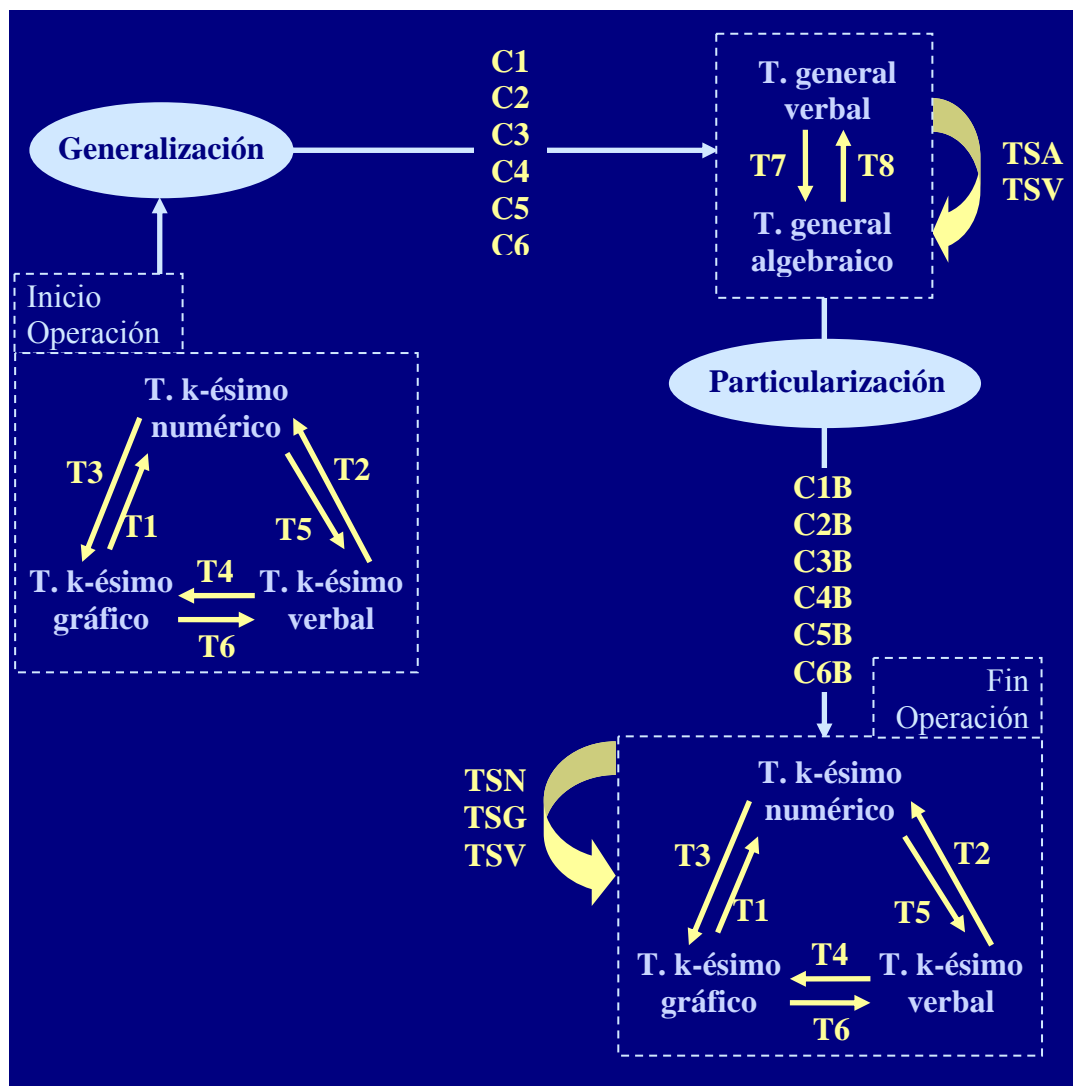 C1
C2
C3
C4
C5
C6
Generalización
T. general
verbal
T7
T8
T. general
algebraico
TSA
TSV
Inicio
Operación
T. k-ésimo
numérico
T3
T1
T2
T5
T. k-ésimo
gráfico
T4
T6
T. k-ésimo
verbal
Particularización
C1B
C2B
C3B
C4B
C5B
C6B
Fin
Operación
TSN
TSG
TSV
T. k-ésimo
numérico
T3
T1
T2
T5
T. k-ésimo
gráfico
T4
T6
T. k-ésimo
verbal